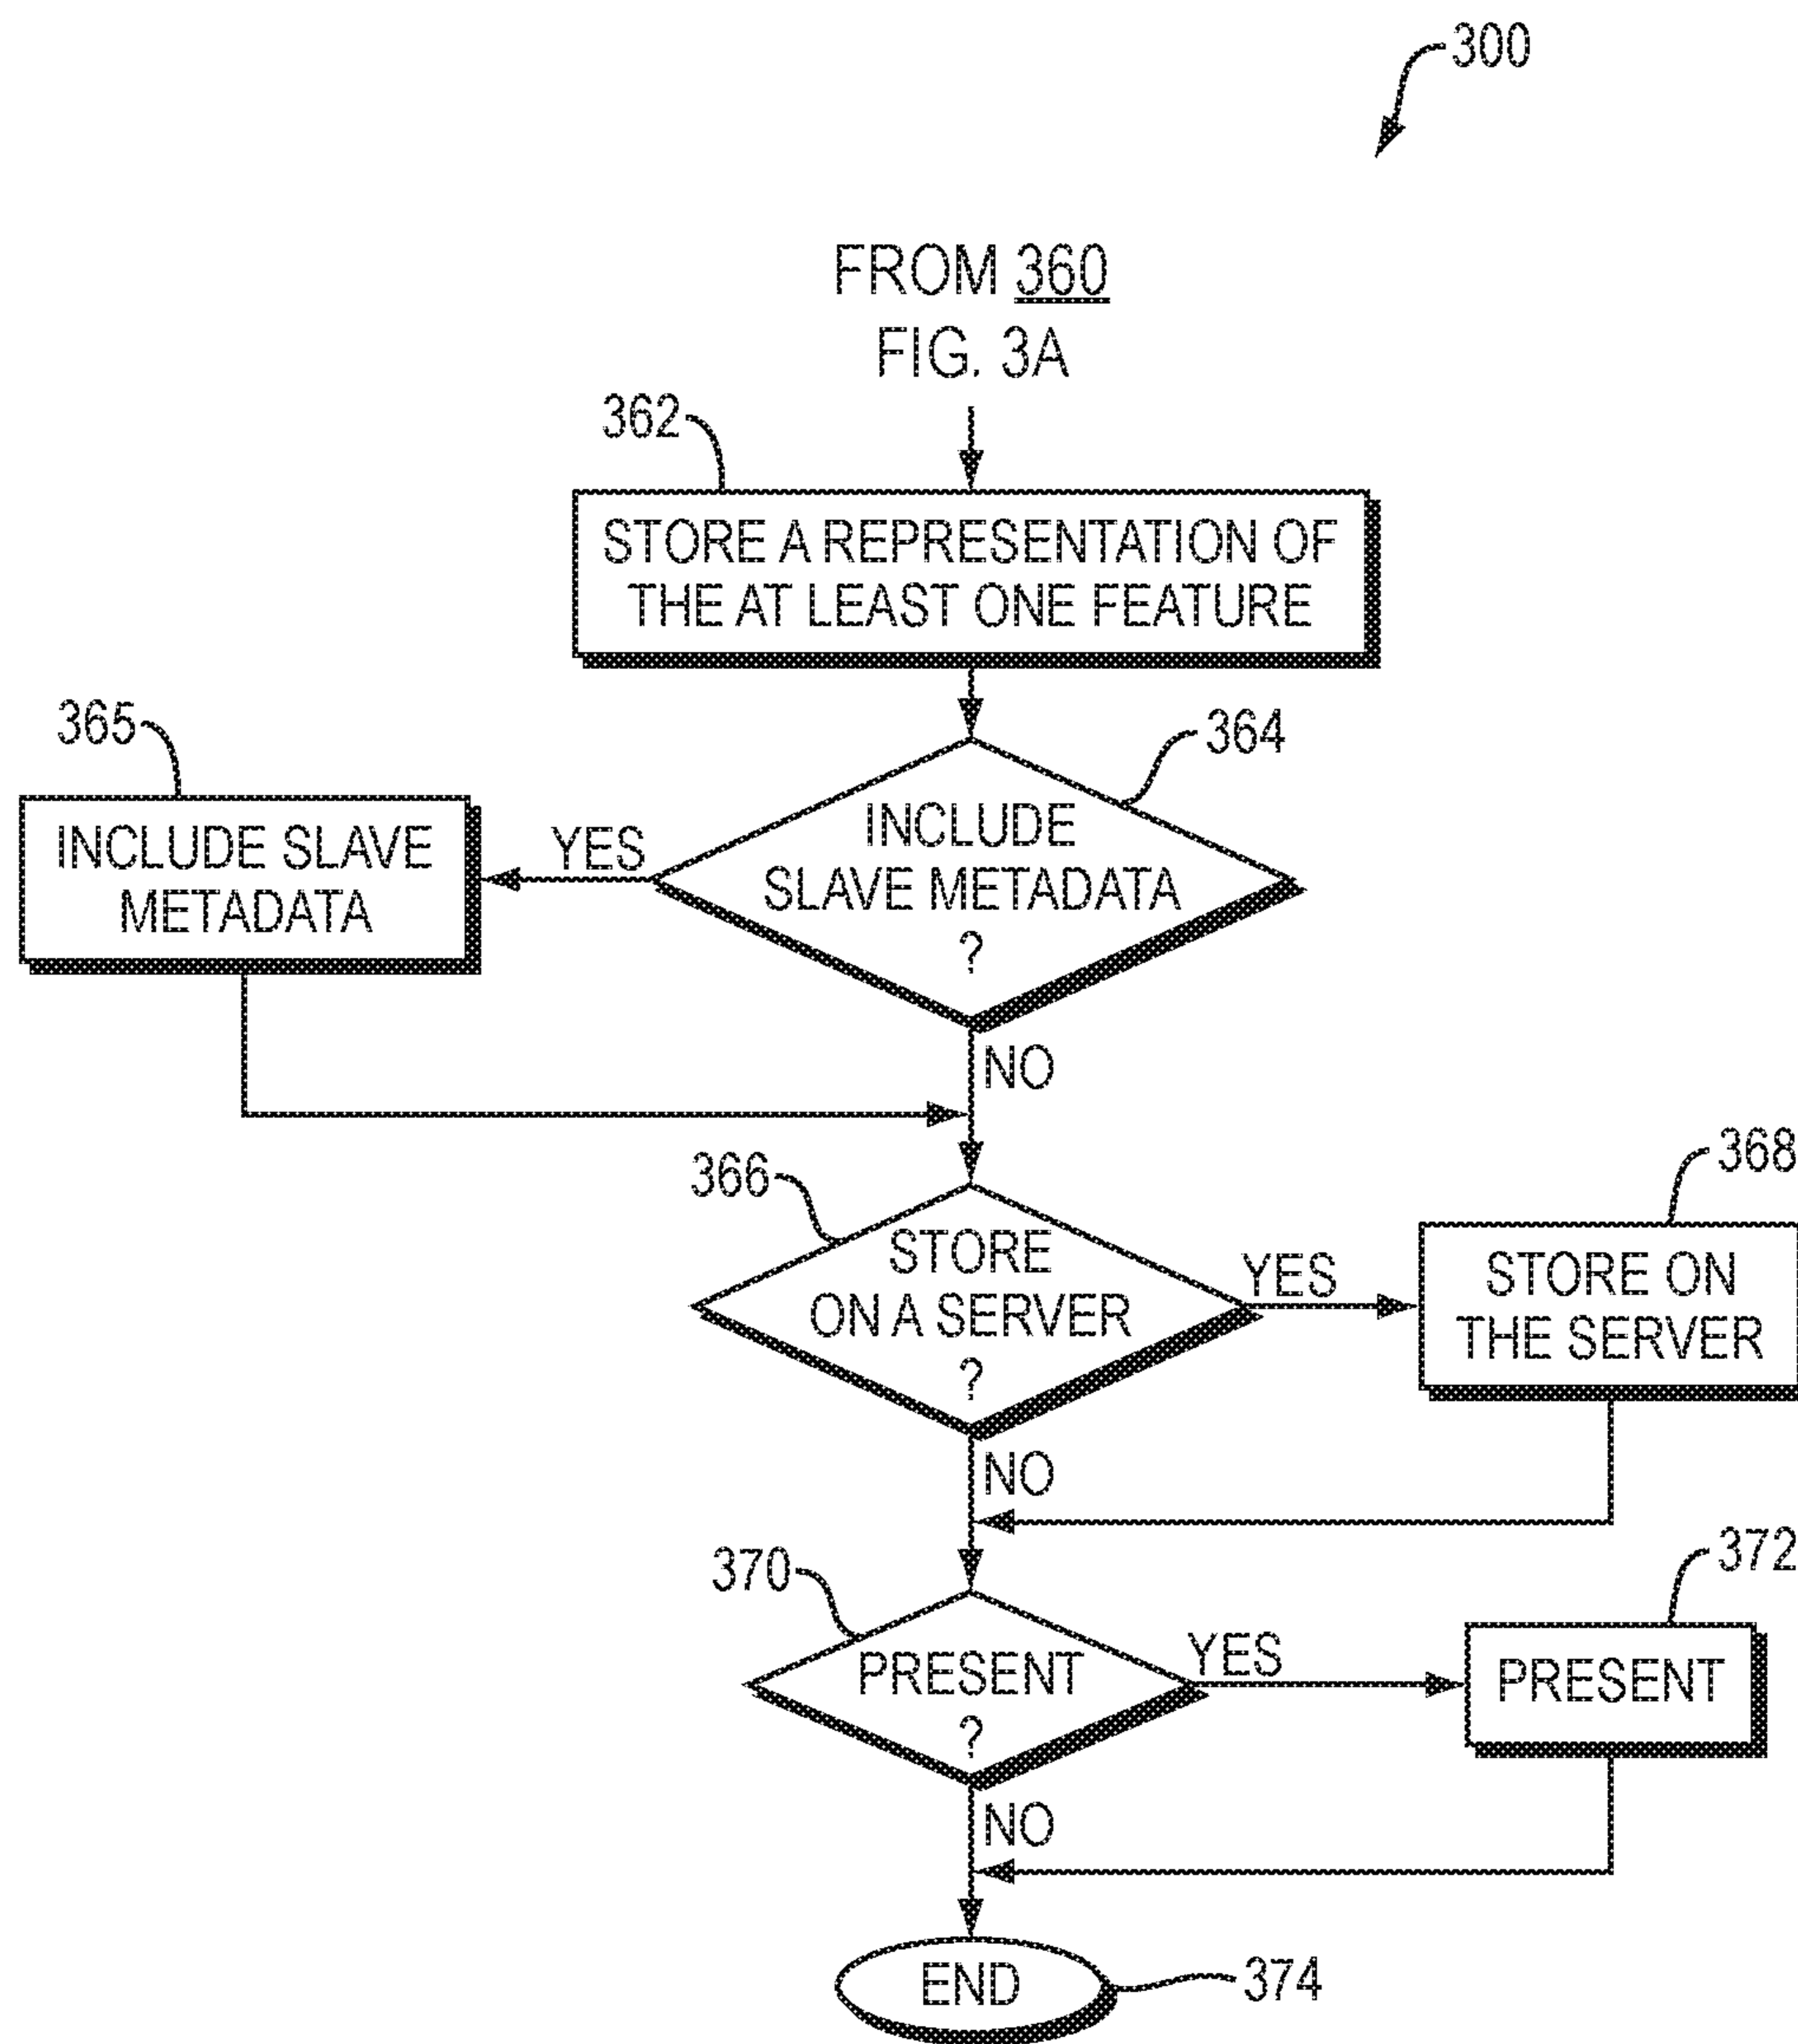 300
FROM 360
FIG. 3A
362
STORE A REPRESENTATION OF
THE AT LEAST ONE FEATURE
365
364
INCLUDE SLAVE
METADATA
YES
INCLUDE
SLAVE METADATA
?
NO
366
368
STORE
ON A SERVER
?
YES
STORE ON
THE SERVER
NO
370
372
PRESENT
?
YES
PRESENT
NO
END
374